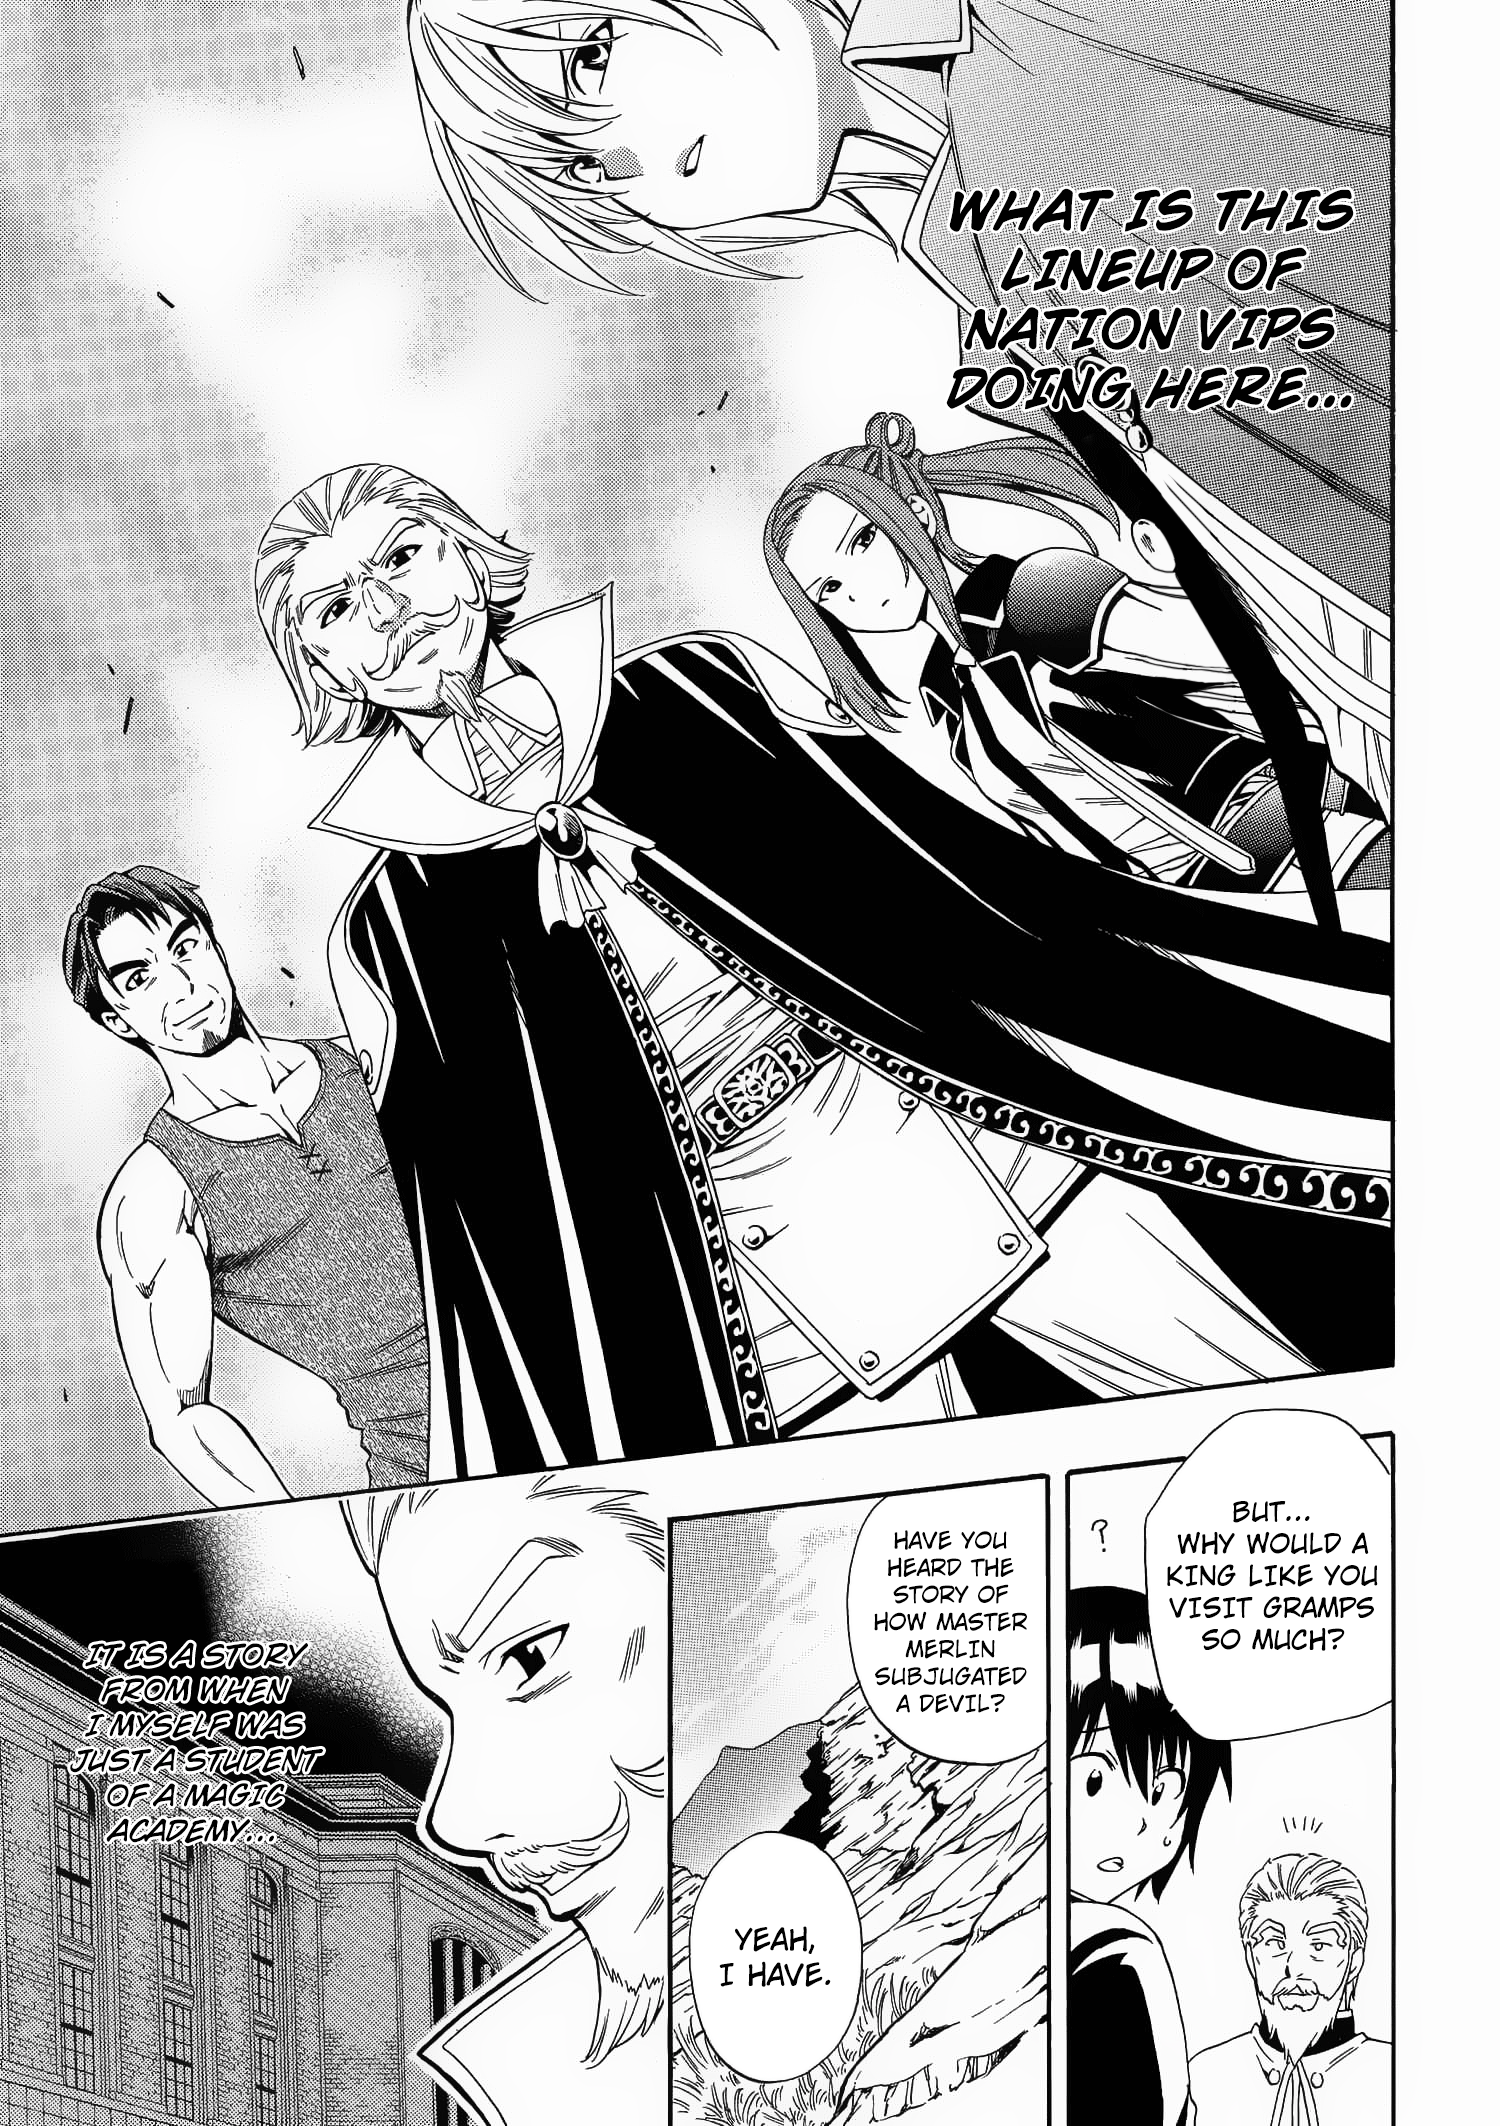 WHAT IS THIS
LINEUP OF
NATION VIPS
DOING HERE...
BUT...
WHY WOULD A
KING LIKE YOU
VISIT GRAMPS
SO MUCH?
?
HAVE YOU
HEARD THE
STORY OF
HOW MASTER
MERLIN
SUBJUGATED
A DEVIL?
YEAH,
I HAVE.
IT IS A STORY
FROM WHEN
I MYSELF WAS
JUST A STUDENT
OF A MAGIC
ACADEMY...